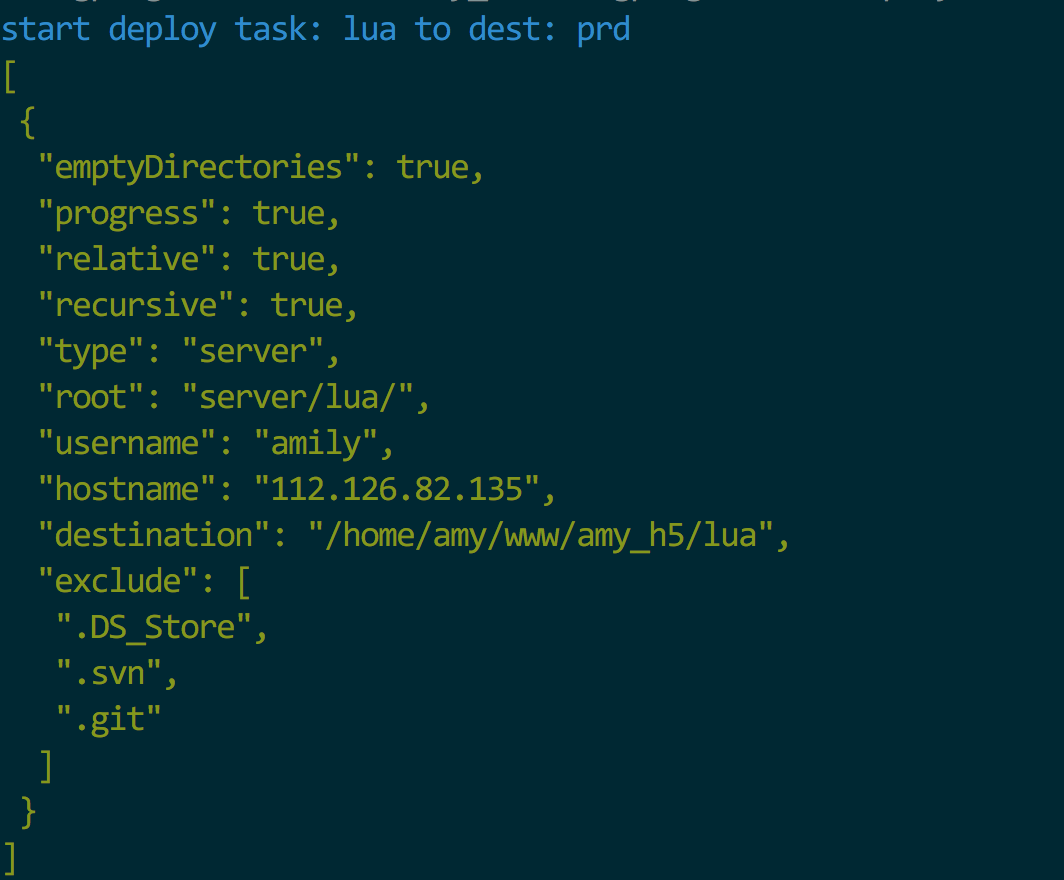 start deploy task: lua to dest: prd
[
 {
  "emptyDirectories": true,
  "progress": true,
  "relative": true,
  "recursive": true,
  "type": "server",
  "root": "server/lua/",
  "username": "amily",
  "hostname": "112.126.82.135",
  "destination": "/home/amy/www/amy_h5/lua",
  "exclude": [
   ".DS_Store",
   ".svn",
   ".git"
  ]
 }
]